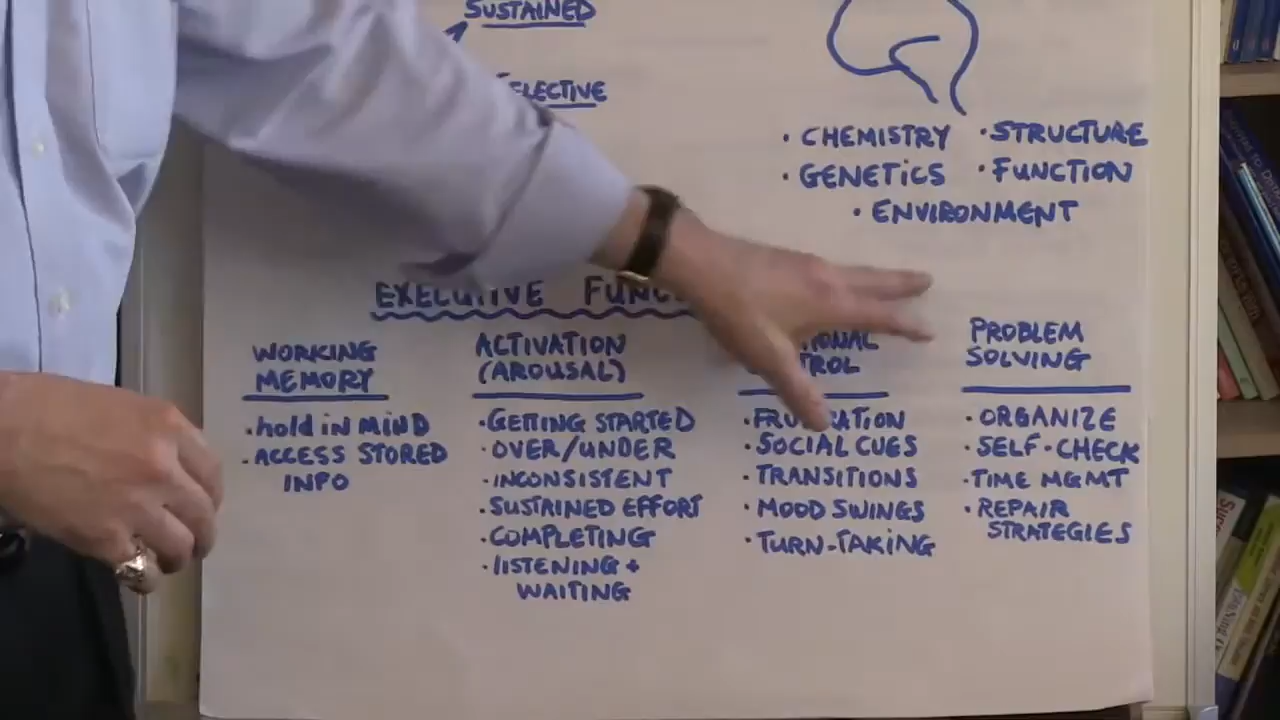 SUSTAINED
• CHEMISTRY • STRUCTURE
• GENETICS • FUNCTION
• ENVIRONMENT
EXECUTIVE
WORKING
MEMORY
• hold in MIND
• ACCESS STORED
INFO
ACTIVATION
(AROUSAL)
• GETTING STARTED
• OVER/UNDER
• INCONSISTENT
• SUSTAINED EFFORT
• COMPLETING
• LISTENING +
WAITING
• SOCIAL CUES
• TRANSITIONS
• MOOD SWINGS
• TURN-TAKING
PROBLEM
SOLVING
• ORGANIZE
• SELF-CHECK
• TIME MGMT
• REPAIR
STRATEGIES